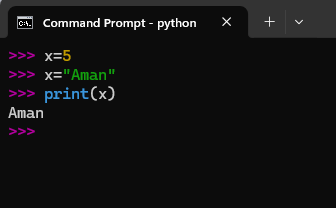 Command Prompt - python
>>> x=5
>>> x="Aman"
>>> print(x)
Aman
>>>